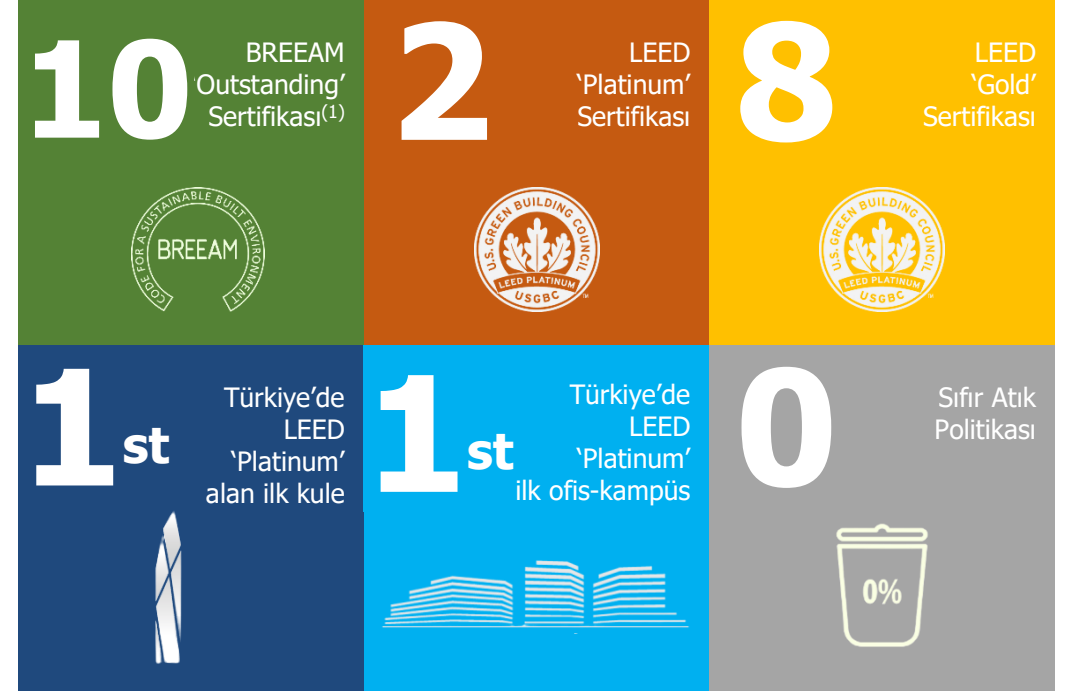 10
BREEAM
'Outstanding'
Sertifikası(1)
CODE FOR A SUSTAINABLE BUILT ENVIRONMENT
BREEAM
2
LEED
‘Platinum’
Sertifikası
U.S. GREEN BUILDING COUNCIL
LEED PLATINUM
USGBC
TM
8
LEED
‘Gold’
Sertifikası
U.S. GREEN BUILDING COUNCIL
LEED PLATINUM
USGBC
TM
1st
Türkiye’de
LEED
‘Platinum’
alan ilk kule
1st
Türkiye’de
LEED
‘Platinum’
ilk ofis-kampüs
0
Sıfır Atık
Politikası
0%